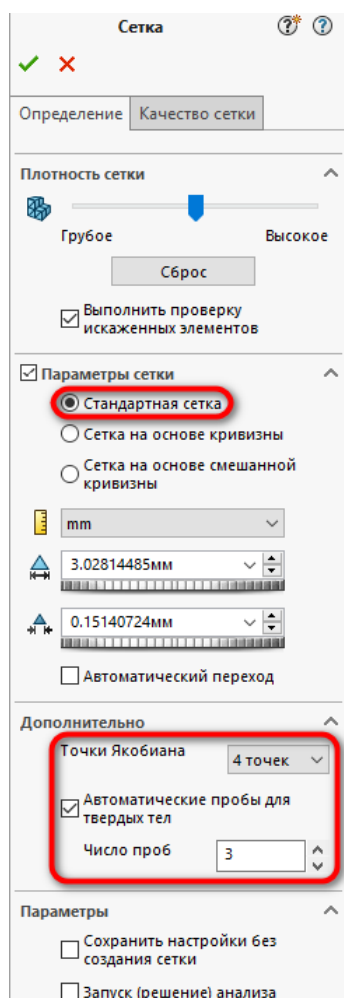 Сетка
Определение Качество сетки
Плотность сетки
Грубое Высокое
Сброс
Выполнить проверку
искаженных элементов
Параметры сетки
Стандартная сетка
Сетка на основе кривизны
Сетка на основе смешанной
кривизны
mm
3.02814485мм
0.15140724мм
Автоматический переход
Дополнительно
Точки Якобиана 4 точек
Автоматические пробы для
твердых тел
Число проб 3
Параметры
Сохранить настройки без
создания сетки
Запуск (решение) анализа